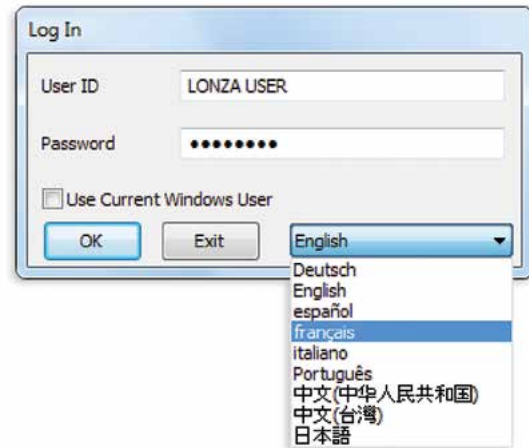 Log In
User ID LONZA USER
Password ••••••••
Use Current Windows User
OK Exit English
Deutsch
English
español
français
italiano
Português
中文(中华人民共和国)
中文(台灣)
日本語